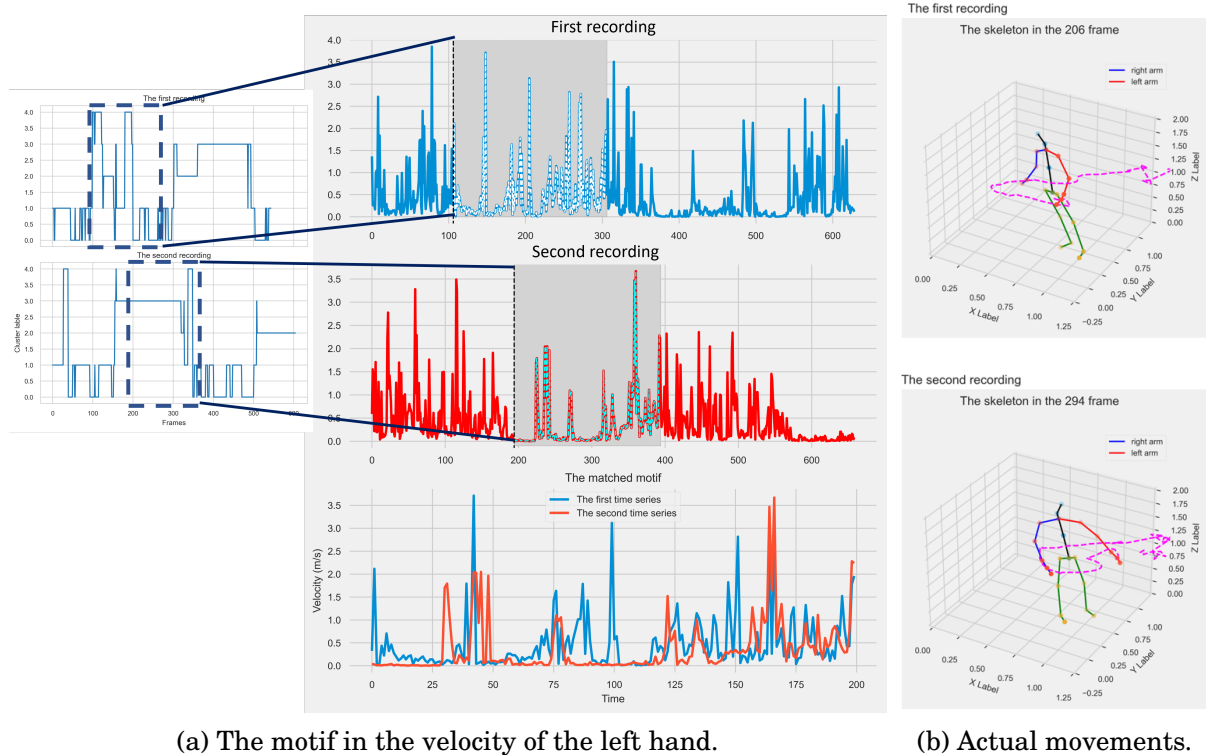 The first recording
4.0
3.5
3.0
2.5
2.0
1.5
1.0
0.5
0.0
0 100 200 300 400 500 600
The second recording
4.0
3.5
3.0
2.5
2.0
1.5
1.0
0.5
0.0
Cluster lable
0 100 200 300 400 500
Frames
First recording
4.0
3.5
3.0
2.5
2.0
1.5
1.0
0.5
0.0
0 100 200 300 400 500 600
Second recording
3.5
3.0
2.5
2.0
1.5
1.0
0.5
0.0
0 100 200 300 400 500 600
The matched motif
The first time series
The second time series
3.5
3.0
2.5
2.0
1.5
1.0
0.5
0.0
Velocity (m/s)
0 25 50 75 100 125 150 175 200
Time
(a) The motif in the velocity of the left hand.
The first recording
The skeleton in the 206 frame
right arm
left arm
2.00
1.75
1.50
1.25
1.00
0.75
0.50
0.25
0.00
Z Label
1.00
0.75
0.50
0.25
0.00
−0.25
Y Label
0.00
0.25
0.50
0.75
1.00
1.25
X Label
The second recording
The skeleton in the 294 frame
right arm
left arm
2.00
1.75
1.50
1.25
1.00
0.75
0.50
0.25
0.00
Z Label
1.00
0.75
0.50
0.25
0.00
−0.25
Y Label
0.00
0.25
0.50
0.75
1.00
1.25
X Label
(b) Actual movements.